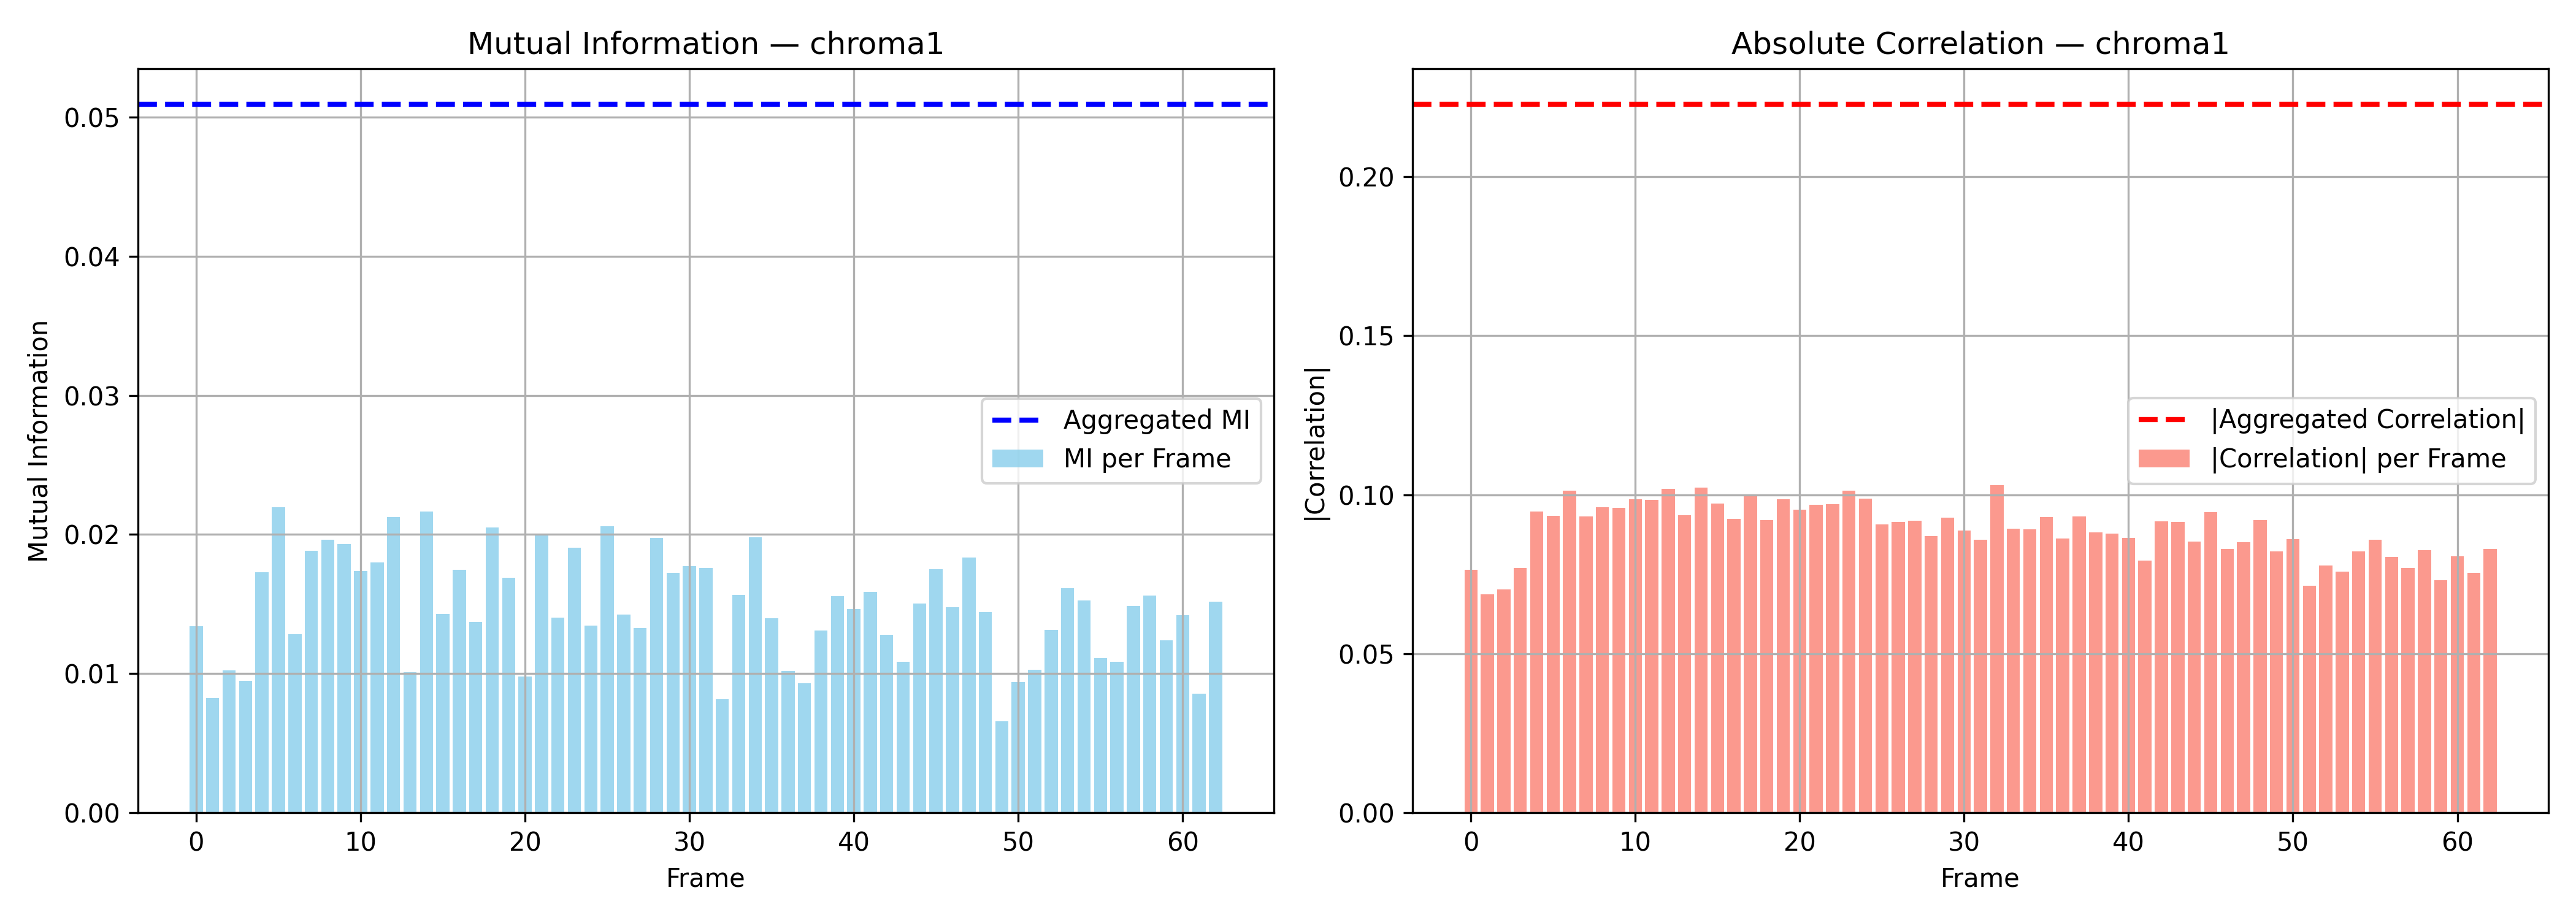 Mutual Information — chroma1
Mutual Information
0.05
0.04
0.03
0.02
0.01
0.00
Aggregated MI
MI per Frame
0 10 20 30 40 50 60
Frame
Absolute Correlation — chroma1
|Correlation|
0.20
0.15
0.10
0.05
0.00
|Aggregated Correlation|
|Correlation| per Frame
0 10 20 30 40 50 60
Frame